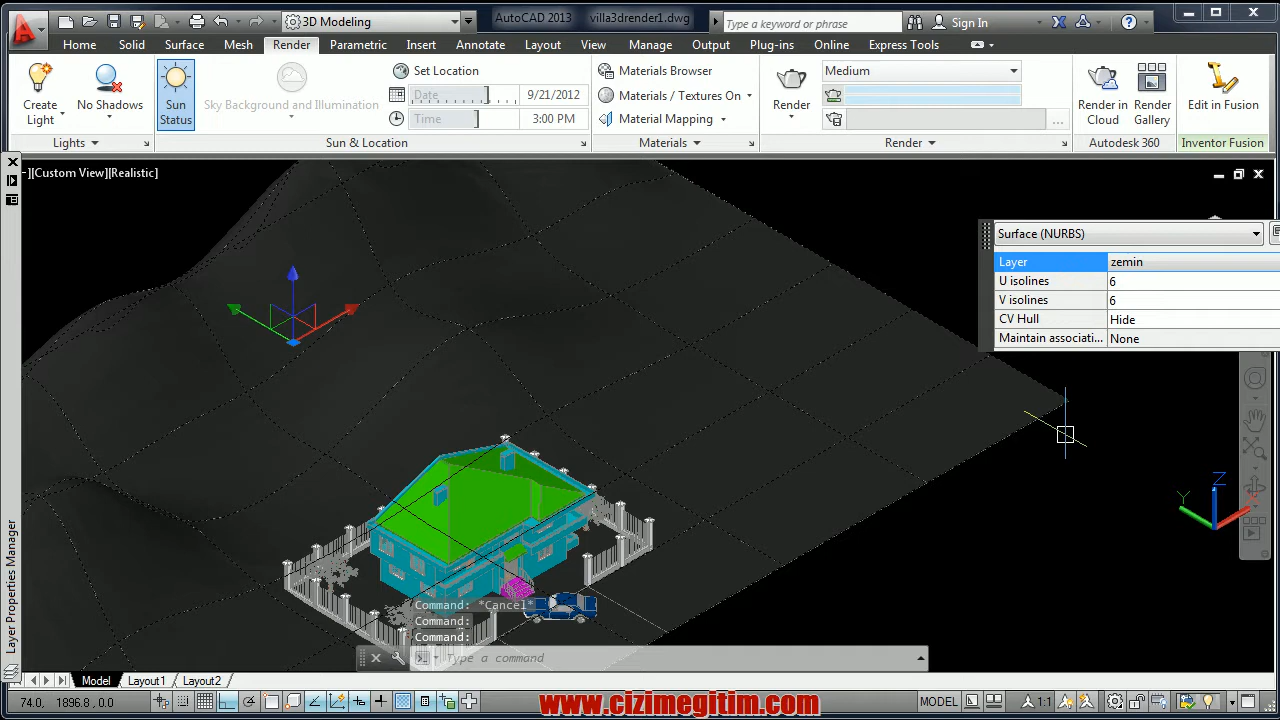 3D Modeling
AutoCAD 2013 villa3drender1.dwg
Type a keyword or phrase
Sign In
Home Solid Surface Mesh Render Parametric Insert Annotate Layout View Manage Output Plug-ins Online Express Tools
Create Light
No Shadows
Sun Status
Sky Background and Illumination
Set Location
Date 9/21/2012
Time 3:00 PM
Materials Browser
Materials / Textures On
Material Mapping
Render
Medium
Render in Cloud
Render Gallery
Edit in Fusion
Lights
Sun & Location
Materials
Render
Autodesk 360
Inventor Fusion
][Custom View][Realistic]
Surface (NURBS)
Layer zemin
U isolines 6
V isolines 6
CV Hull Hide
Maintain associati... None
Z
Y
X
Layer Properties Manager
Command: *Cancel*
Command:
Command:
Type a command
Model Layout1 Layout2
74.0, 1896.8 , 0.0
www.cizimegitim.com
MODEL
1:1